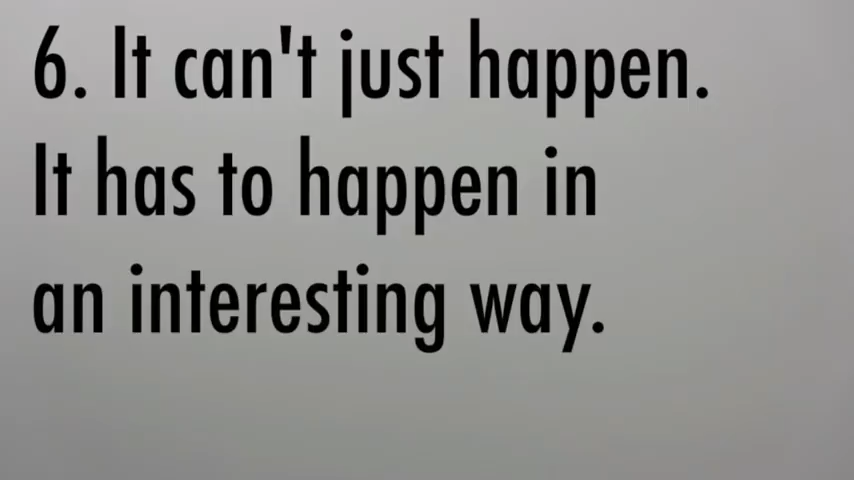 6. It can't just happen.
It has to happen in
an interesting way.